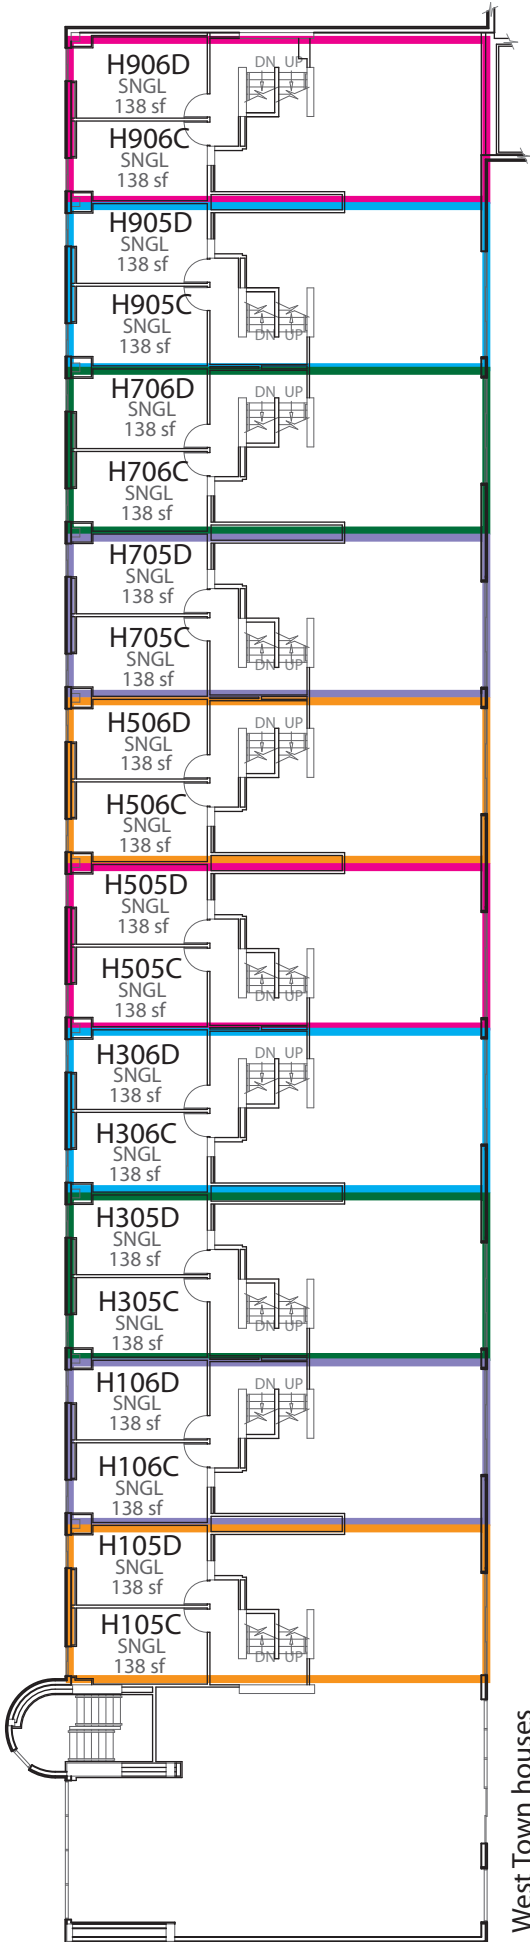 H906D
SNGL
138 sf
DN UP
H906C
SNGL
138 sf
H905D
SNGL
138 sf
H905C
SNGL
138 sf
DN UP
H706D
SNGL
138 sf
DN UP
H706C
SNGL
138 sf
H705D
SNGL
138 sf
H705C
SNGL
138 sf
DN UP
H506D
SNGL
138 sf
DN UP
H506C
SNGL
138 sf
H505D
SNGL
138 sf
H505C
SNGL
138 sf
DN UP
H306D
SNGL
138 sf
DN UP
H306C
SNGL
138 sf
H305D
SNGL
138 sf
H305C
SNGL
138 sf
DN UP
H106D
SNGL
138 sf
DN UP
H106C
SNGL
138 sf
H105D
SNGL
138 sf
H105C
SNGL
138 sf
DN UP
West Town houses